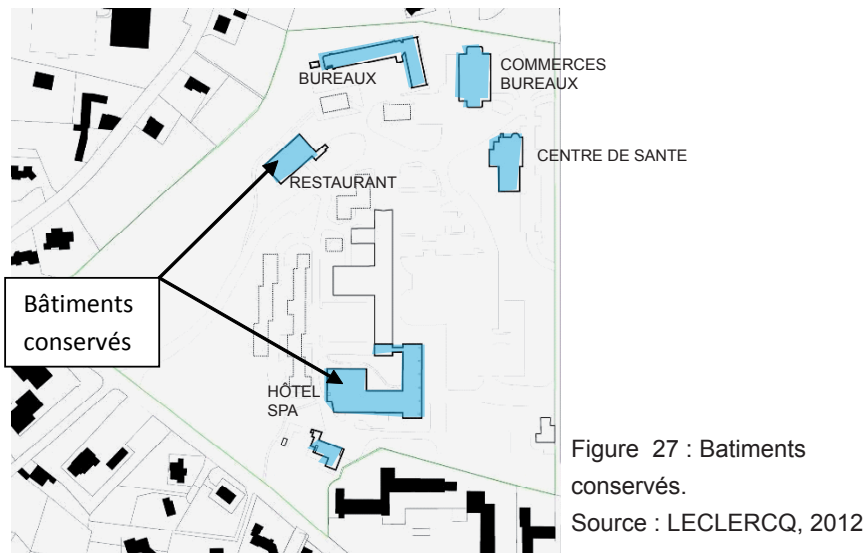 BUREAUX
COMMERCES
BUREAUX
CENTRE DE SANTE
RESTAURANT
Bâtiments
conservés
HÔTEL
SPA
Figure 27 : Batiments
conservés.
Source : LECLERCQ, 2012